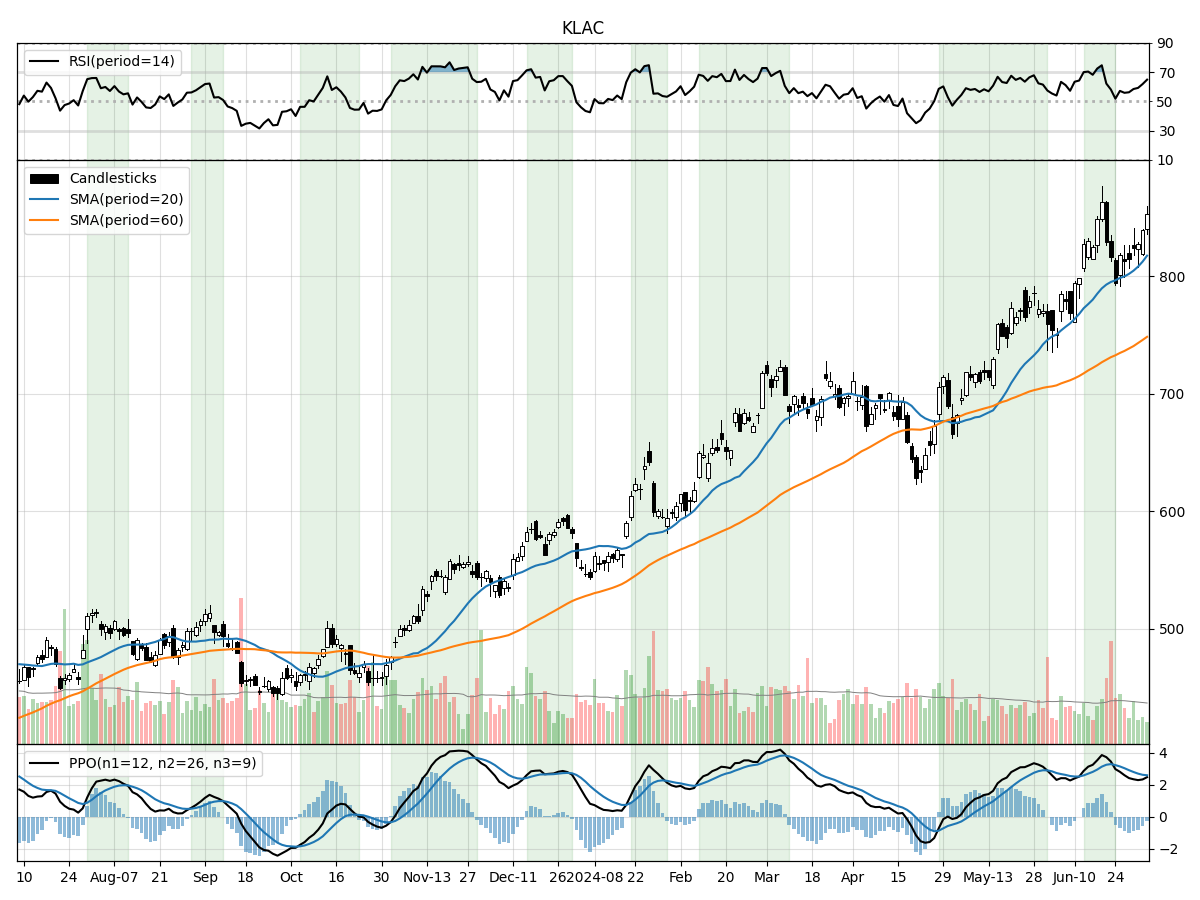 KLAC
RSI(period=14)
90
70
50
30
10
Candlesticks
SMA(period=20)
SMA(period=60)
800
700
600
500
PPO(n1=12, n2=26, n3=9)
4
2
0
−2
10 24 Aug-07 21 Sep 18 Oct 16 30 Nov-13 27 Dec-11 26 2024-08 22 Feb 20 Mar 18 Apr 15 29 May-13 28 Jun-10 24